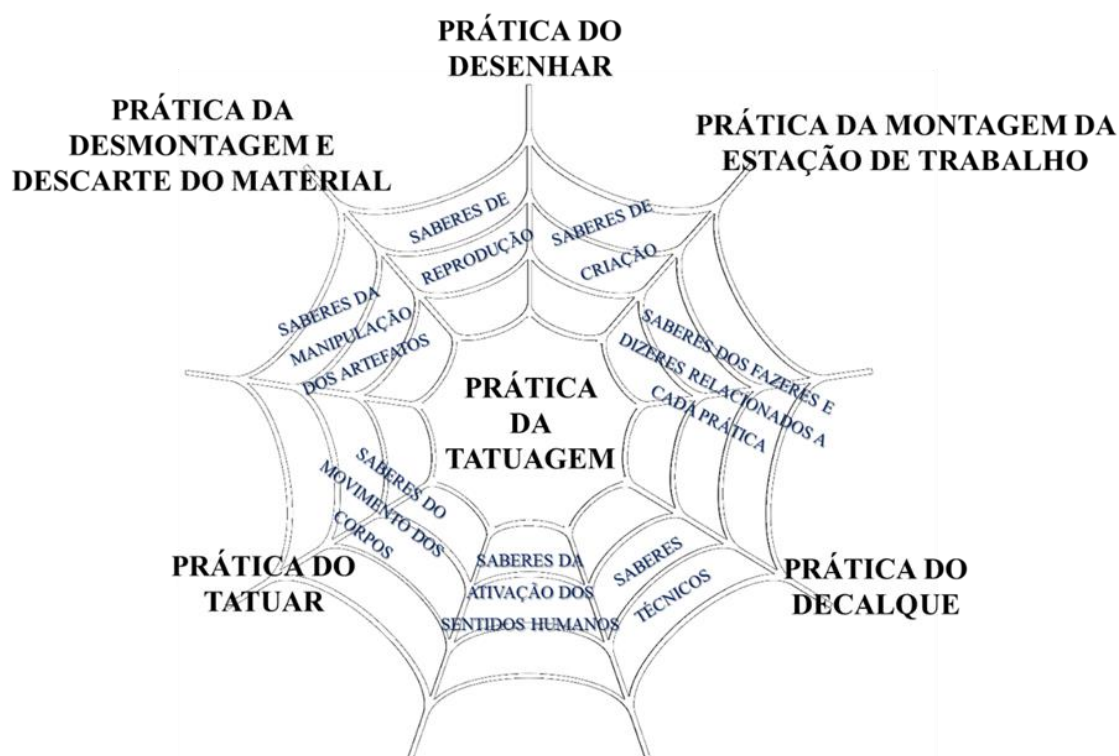 PRÁTICA DO
DESENHAR
PRÁTICA DA
DESMONTAGEM E
DESCARTE DO MATERIAL
PRÁTICA DA MONTAGEM DA
ESTAÇÃO DE TRABALHO
SABERES DE
REPRODUÇÃO
SABERES DE
CRIAÇÃO
SABERES DA
MANIPULAÇÃO
DOS ARTEFATOS
SABERES DOS FAZERES E
DIZERES RELACIONADOS A
CADA PRÁTICA
PRÁTICA
DA
TATUAGEM
SABERES DO
MOVIMENTO DOS
CORPOS
SABERES DA
ATIVAÇÃO DOS
SENTIDOS HUMANOS
SABERES
TÉCNICOS
PRÁTICA DO
TATUAR
PRÁTICA DO
DECALQUE